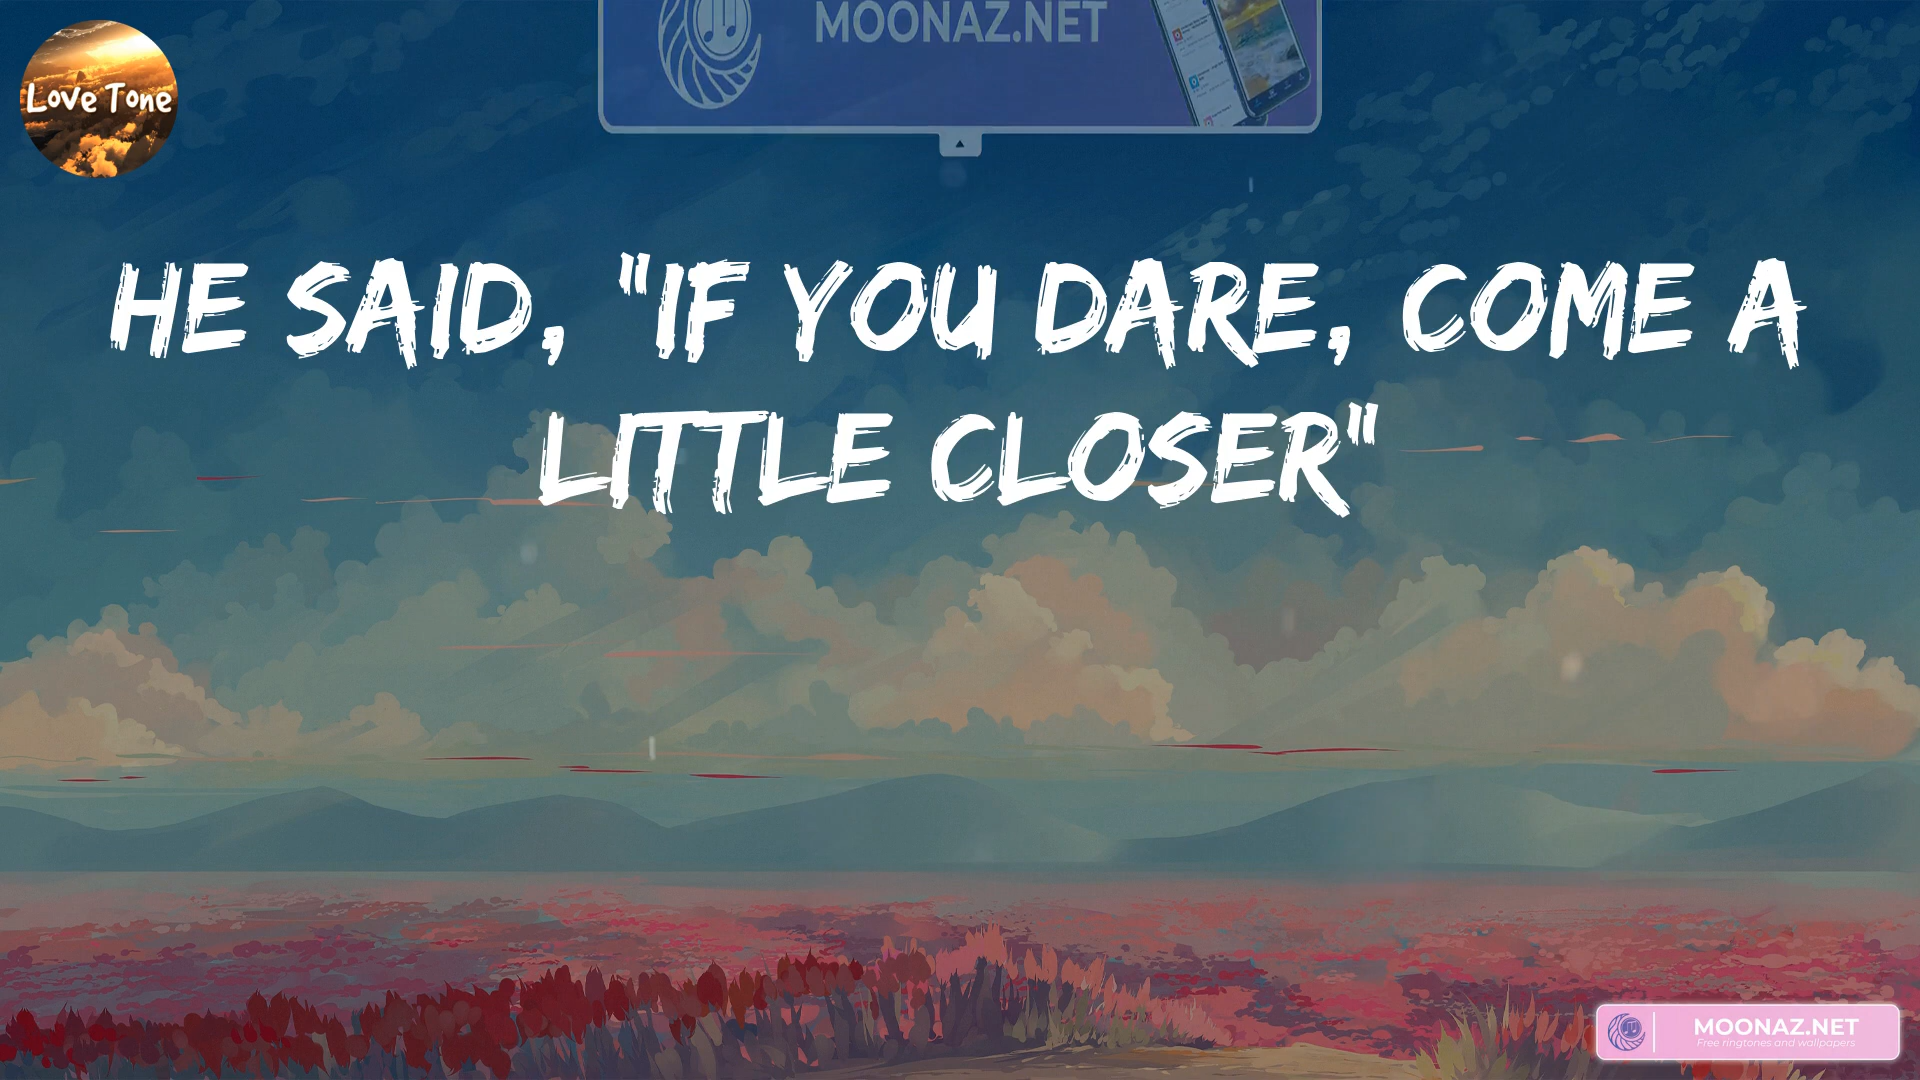 MOONAZ.NET
Love Tone
HE SAID, "IF YOU DARE, COME A
LITTLE CLOSER"
MOONAZ.NET
Free ringtones and wallpapers